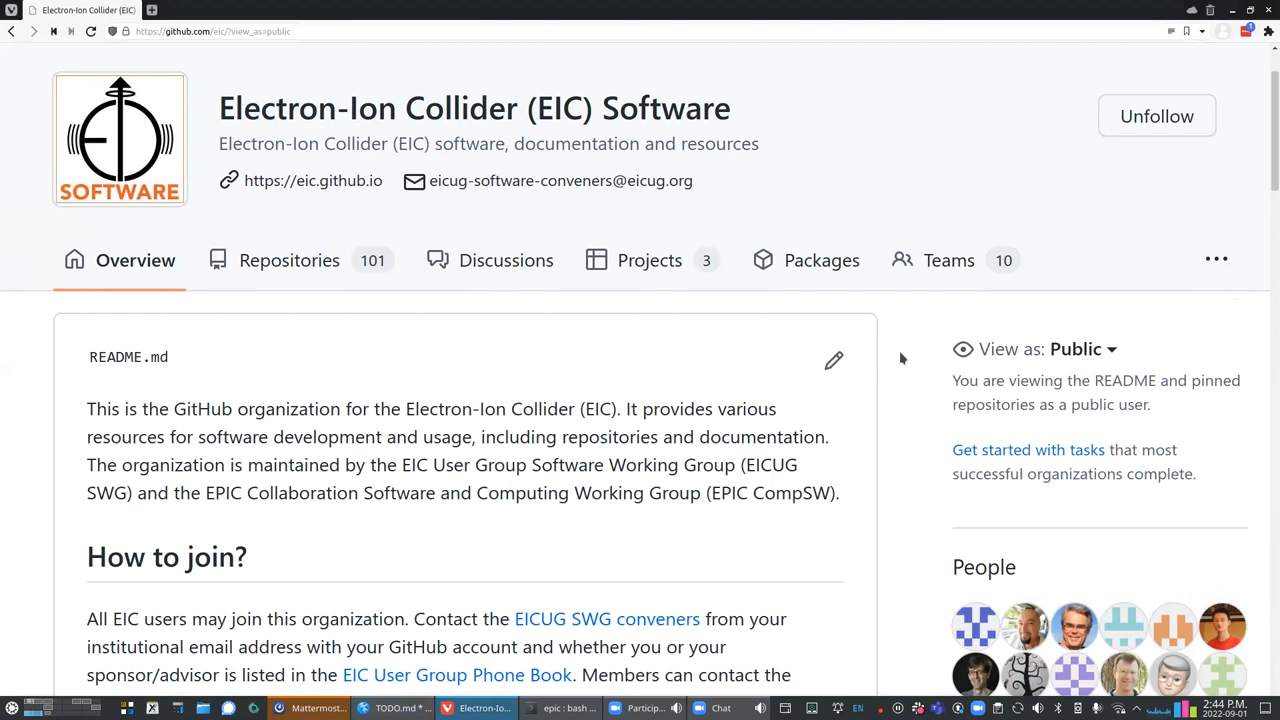 Electron-Ion Collider (EIC)
https://github.com/eic/?view_as=public
1
SOFTWARE
Electron-Ion Collider (EIC) Software
Electron-Ion Collider (EIC) software, documentation and resources
https://eic.github.io eicug-software-conveners@eicug.org
Unfollow
Overview Repositories 101 Discussions Projects 3 Packages Teams 10
README.md
This is the GitHub organization for the Electron-Ion Collider (EIC). It provides various
resources for software development and usage, including repositories and documentation.
The organization is maintained by the EIC User Group Software Working Group (EICUG
SWG) and the EPIC Collaboration Software and Computing Working Group (EPIC CompSW).
How to join?
All EIC users may join this organization. Contact the EICUG SWG conveners from your
institutional email address with your GitHub account and whether you or your
sponsor/advisor is listed in the EIC User Group Phone Book. Members can contact the
View as: Public
You are viewing the README and pinned
repositories as a public user.
Get started with tasks that most
successful organizations complete.
People
Mattermost... TODO.md * ... Electron-Io... epic : bash ... Particip... Chat EN
2:44 PM
2022-09-01